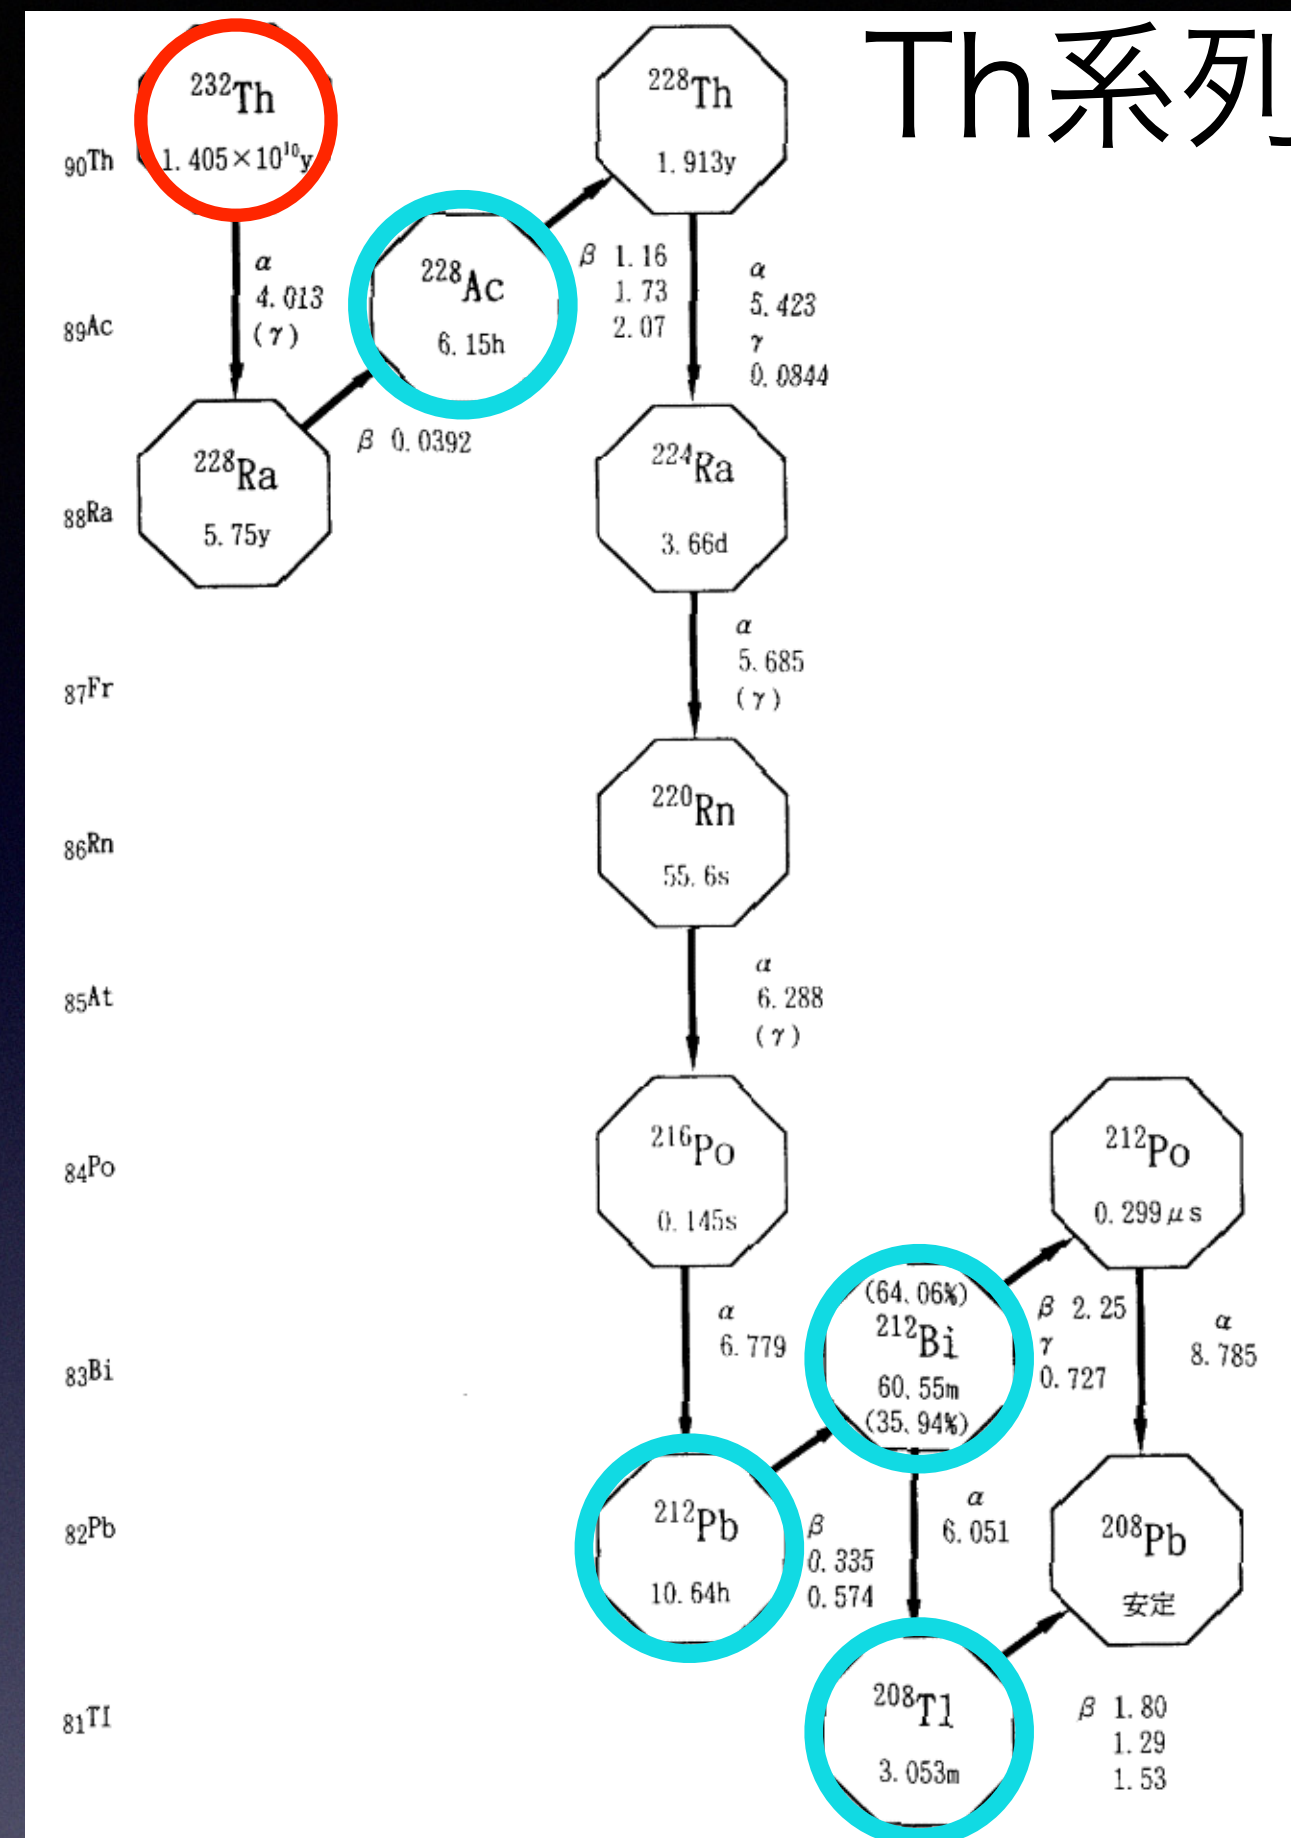 Th系列
²³²Th
1.405×10¹⁰y
²²⁸Th
1.913y
₉₀Th
α
4.013
(γ)
²²⁸Ac
6.15h
β 1.16
1.73
2.07
α
5.423
γ
0.0844
₈₉Ac
β 0.0392
²²⁸Ra
5.75y
²²⁴Ra
3.66d
₈₈Ra
α
5.685
(γ)
₈₇Fr
²²⁰Rn
55.6s
₈₆Rn
α
6.288
(γ)
₈₅At
²¹⁶Po
0.145s
²¹²Po
0.299μs
₈₄Po
α
6.779
(64.06%)
²¹²Bi
60.55m
(35.94%)
β 2.25
γ
0.727
α
8.785
₈₃Bi
²¹²Pb
10.64h
β
0.335
0.574
α
6.051
²⁰⁸Pb
安定
₈₂Pb
²⁰⁸Tl
3.053m
β 1.80
1.29
1.53
₈₁Tl